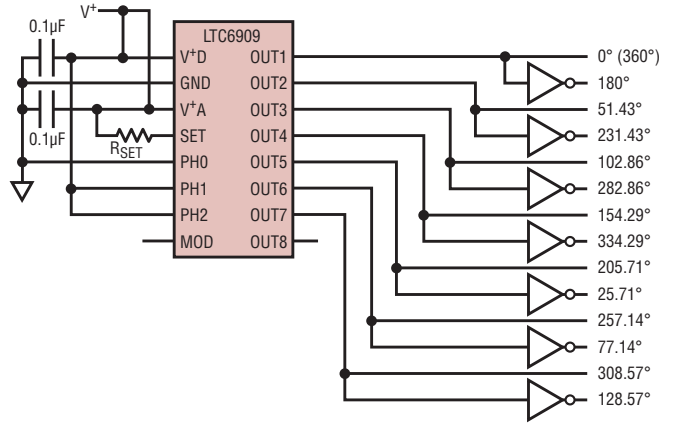 V+
0.1µF
LTC6909
V+D
OUT1
0° (360°)
GND
OUT2
180°
V+A
OUT3
51.43°
0.1µF
SET
OUT4
231.43°
RSET
PH0
OUT5
102.86°
PH1
OUT6
282.86°
PH2
OUT7
154.29°
MOD
OUT8
334.29°
205.71°
25.71°
257.14°
77.14°
308.57°
128.57°